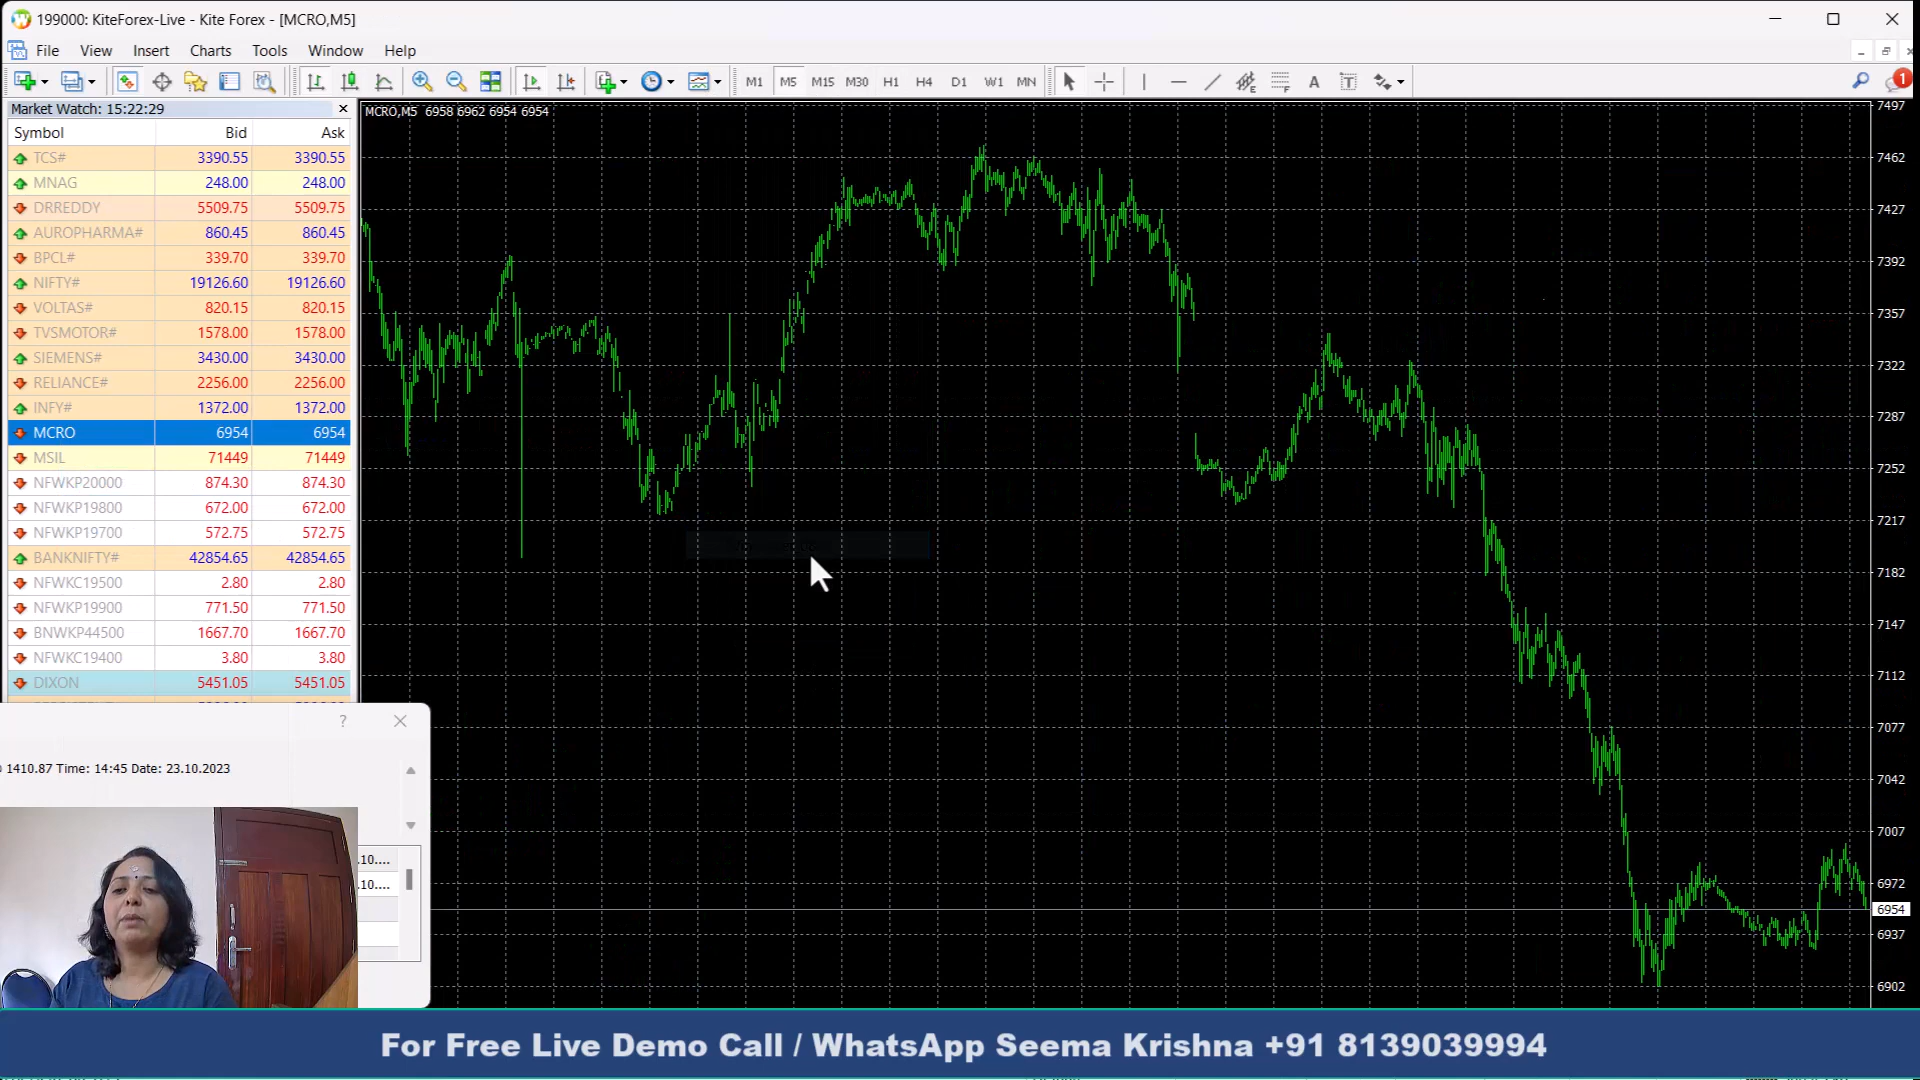 199000: KiteForex-Live - Kite Forex - [MCRO,M5]
File View Insert Charts Tools Window Help
M1 M5 M15 M30 H1 H4 D1 W1 MN A T 1
Market Watch: 15:22:29
Symbol Bid Ask
TCS# 3390.55 3390.55
MNAG 248.00 248.00
DRREDDY 5509.75 5509.75
AUROPHARMA# 860.45 860.45
BPCL# 339.70 339.70
NIFTY# 19126.60 19126.60
VOLTAS# 820.15 820.15
TVSMOTOR# 1578.00 1578.00
SIEMENS# 3430.00 3430.00
RELIANCE# 2256.00 2256.00
INFY# 1372.00 1372.00
MCRO 6954 6954
MSIL 71449 71449
NFWKP20000 874.30 874.30
NFWKP19800 672.00 672.00
NFWKP19700 572.75 572.75
BANKNIFTY# 42854.65 42854.65
NFWKC19500 2.80 2.80
NFWKP19900 771.50 771.50
BNWKP44500 1667.70 1667.70
NFWKC19400 3.80 3.80
DIXON 5451.05 5451.05
?
1410.87 Time: 14:45 Date: 23.10.2023
.10....
.10....
MCRO,M5 6958 6962 6954 6954
7497
7462
7427
7392
7357
7322
7287
7252
7217
7182
7147
7112
7077
7042
7007
6972
6954
6937
6902
For Free Live Demo Call / WhatsApp Seema Krishna +91 8139039994